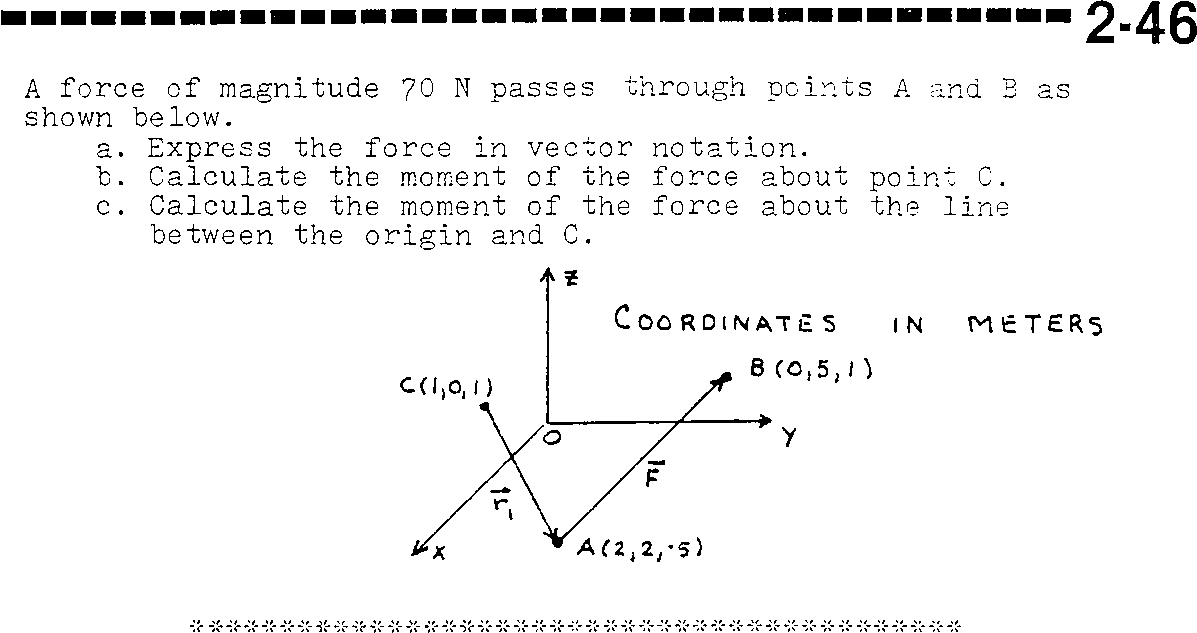 2-46
A force of magnitude 70 N passes through points A and B as
shown below.
a. Express the force in vector notation.
b. Calculate the moment of the force about point C.
c. Calculate the moment of the force about the line
between the origin and C.
Z
COORDINATES IN METERS
B(0,5,1)
C(1,0,1)
O
Y
F
r₁
X
A(2,2,-5)
******************************************